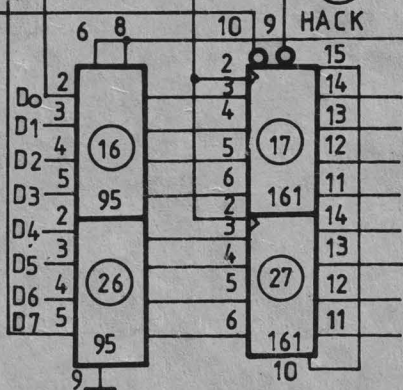 HACK
6 8 10 9
2 15
D0 2 3 14
D1 3 4 13
D2 4 16 5 17 12
D3 5 6 11
95 161
D4 2 2 3 14
D5 3 4 13
D6 4 26 5 27 12
D7 5 6 11
95 161
9 10